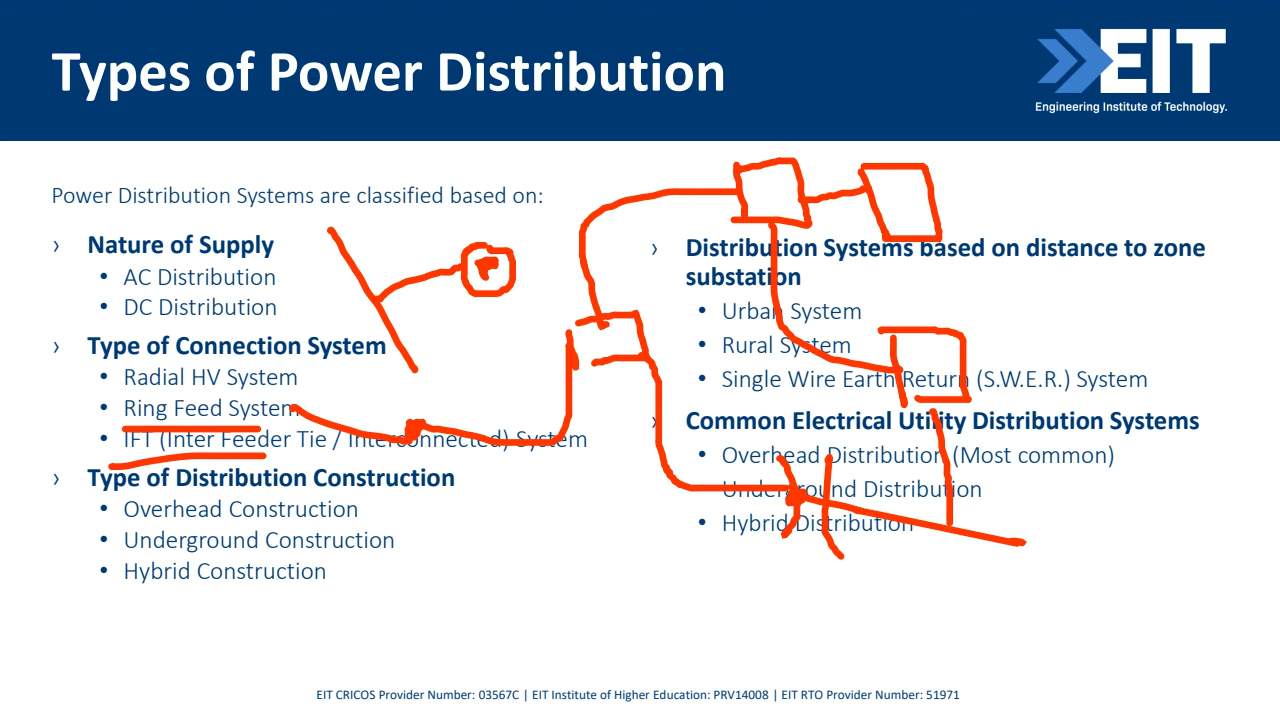 Types of Power Distribution
EIT
Engineering Institute of Technology.
Power Distribution Systems are classified based on:
› Nature of Supply
• AC Distribution
• DC Distribution
› Type of Connection System
• Radial HV System
• Ring Feed System
• IFT (Inter Feeder Tie / Interconnected) System
› Type of Distribution Construction
• Overhead Construction
• Underground Construction
• Hybrid Construction
› Distribution Systems based on distance to zone
substation
• Urban System
• Rural System
• Single Wire Earth Return (S.W.E.R.) System
› Common Electrical Utility Distribution Systems
• Overhead Distribution (Most common)
Underground Distribution
• Hybrid Distribution
EIT CRICOS Provider Number: 03567C | EIT Institute of Higher Education: PRV14008 | EIT RTO Provider Number: 51971